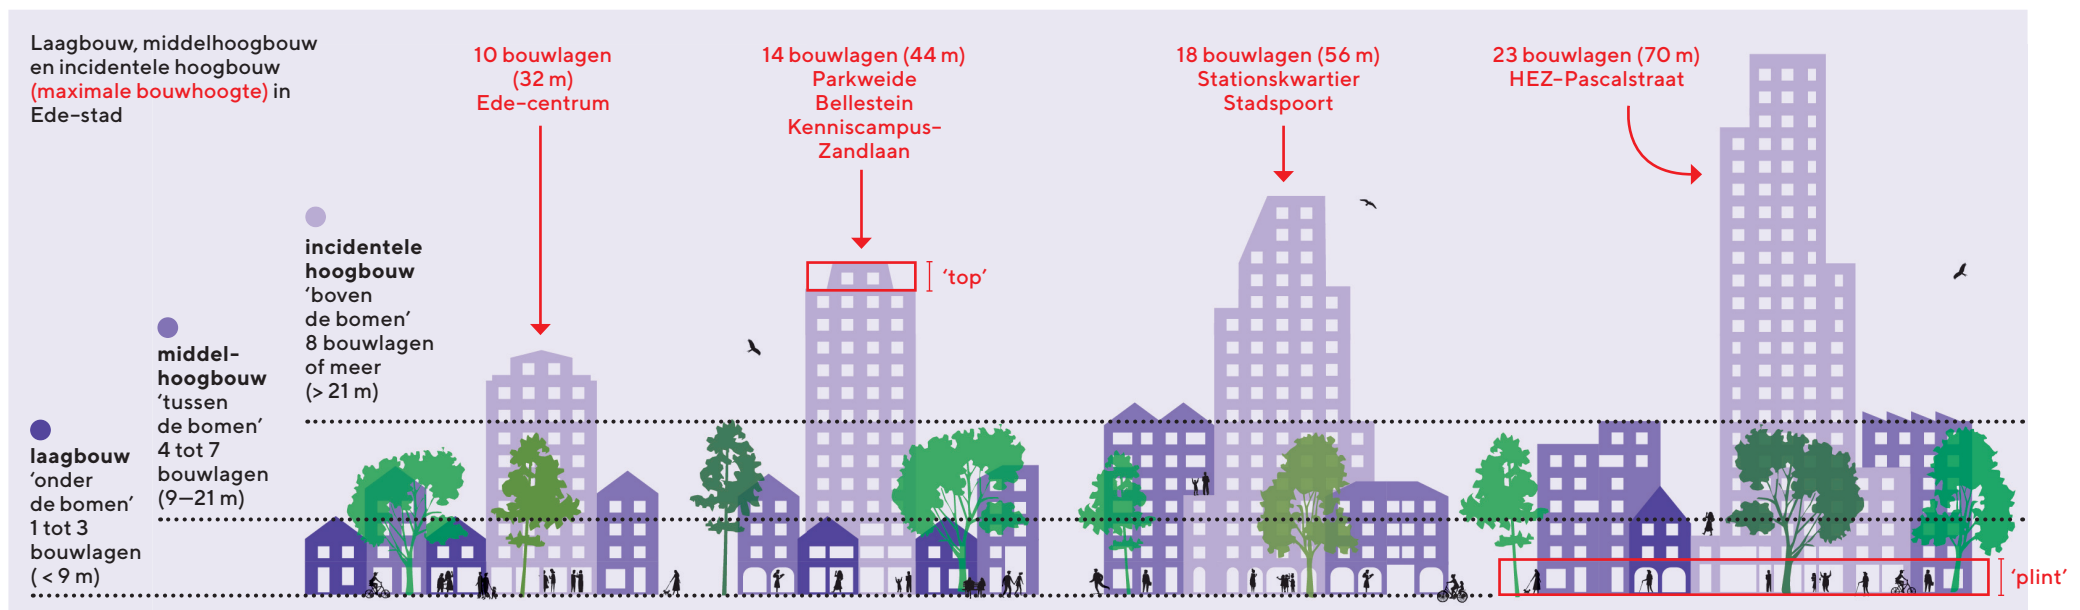 Laagbouw, middelhoogbouw
en incidentele hoogbouw
(maximale bouwhoogte) in
Ede-stad
10 bouwlagen
(32 m)
Ede-centrum
14 bouwlagen (44 m)
Parkweide
Bellestein
Kenniscampus-
Zandlaan
18 bouwlagen (56 m)
Stationskwartier
Stadspoort
23 bouwlagen (70 m)
HEZ-Pascalstraat
incidentele
hoogbouw
‘boven
de bomen’
8 bouwlagen
of meer
(> 21 m)
‘top’
middel-
hoogbouw
‘tussen
de bomen’
4 tot 7
bouwlagen
(9—21 m)
laagbouw
‘onder
de bomen’
1 tot 3
bouwlagen
( < 9 m)
‘plint’